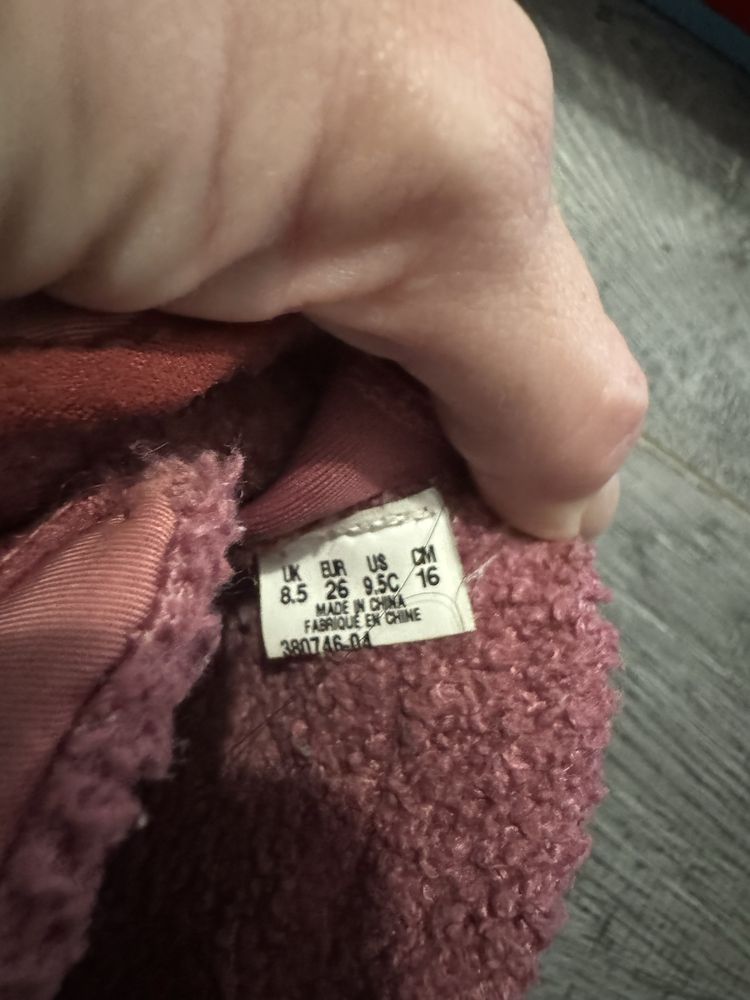 UK EUR US CM
8.5 26 9.5C 16
MADE IN CHINA
FABRIQUE EN CHINE
380746-04